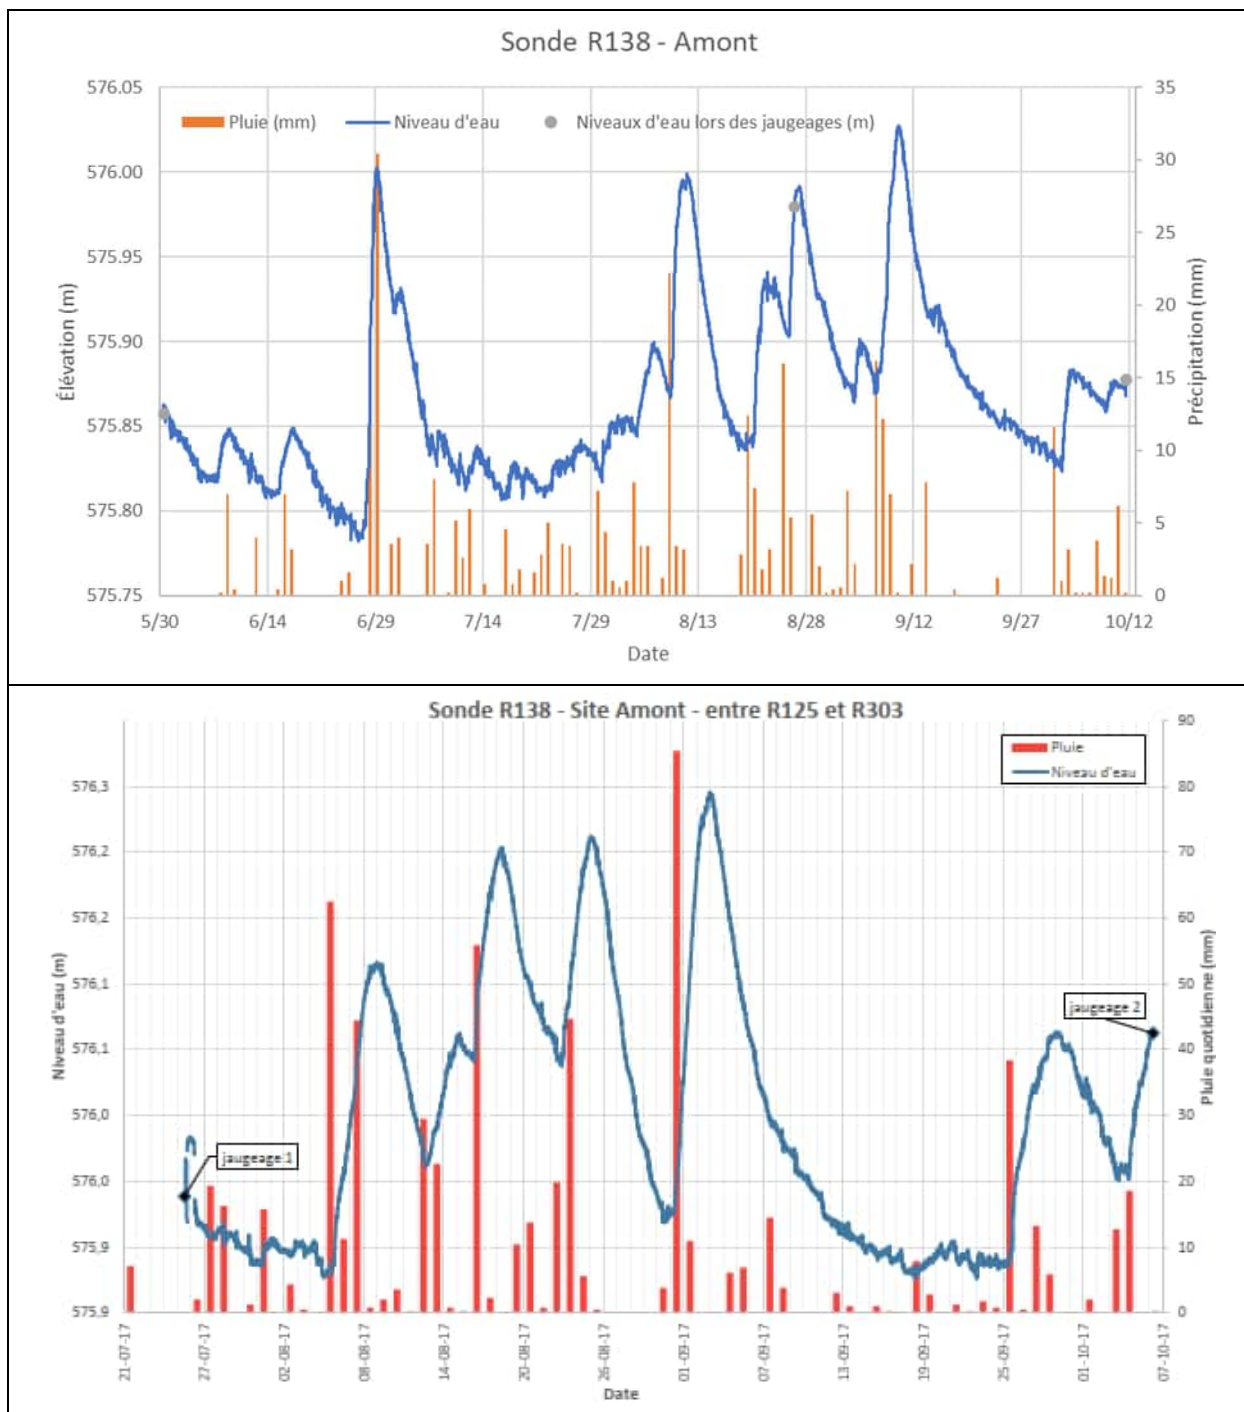 Sonde R138 - Amont
576.05
576.00
575.95
575.90
575.85
575.80
575.75
Élévation (m)
Pluie (mm) Niveau d'eau Niveaux d'eau lors des jaugeages (m)
35
30
25
20
15
10
5
0
Précipitation (mm)
5/30 6/14 6/29 7/14 7/29 8/13 8/28 9/12 9/27 10/12
Date
Sonde R138 - Site Amont - entre R125 et R303
Pluie
Niveau d'eau
576,3
576,2
576,2
576,1
576,1
576,0
576,0
575,9
575,9
Niveau d'eau (m)
jaugeage 1
jaugeage 2
90
80
70
60
50
40
30
20
10
0
Pluie quotidienne (mm)
21-07-17 27-07-17 02-08-17 08-08-17 14-08-17 20-08-17 26-08-17 01-09-17 07-09-17 13-09-17 19-09-17 25-09-17 01-10-17 07-10-17
Date